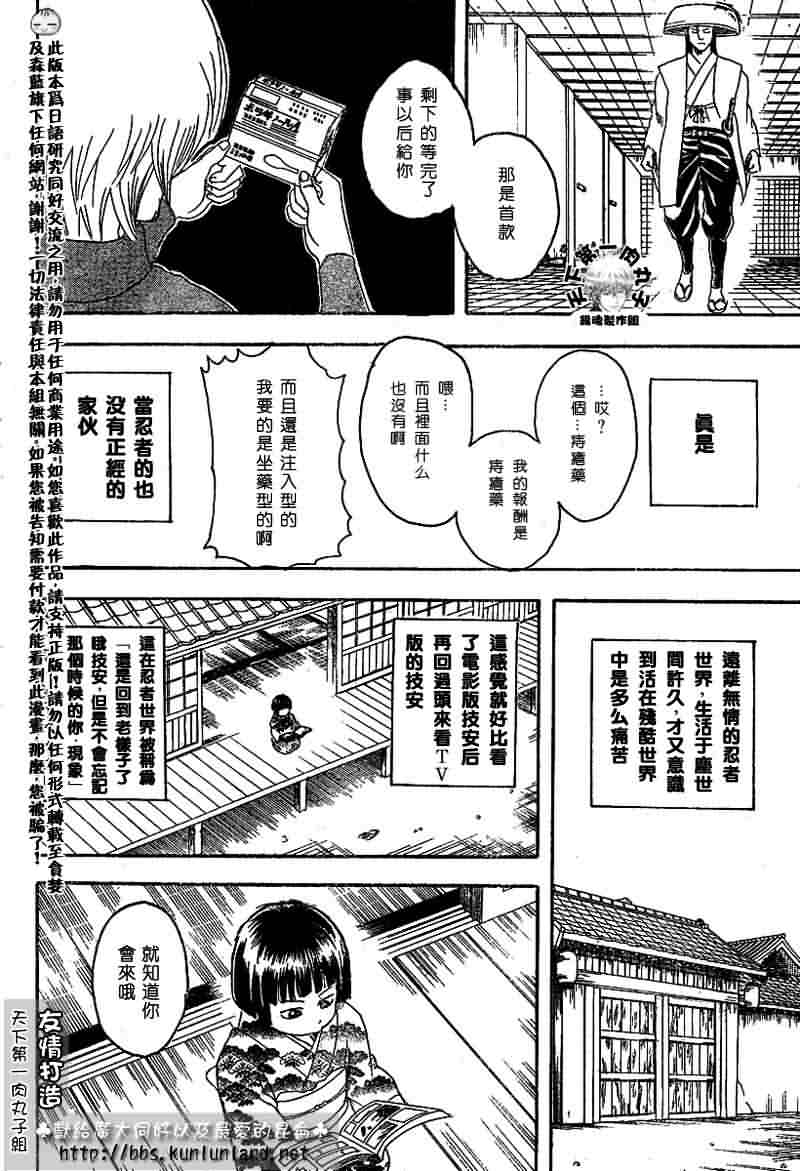 那是首款
剩下的等完了
事以后給你
眞是
…哎?
這個…痔瘡藥
我的報酬是
痔瘡藥
喂…
而且裡面什么
也沒有啊
而且還是注入型的
我要的是坐藥型的啊
當忍者的也
沒有正經的
家伙
遠離無情的忍者
世界,生活于塵世
間許久,才又意識
到活在殘酷世界
中是多么痛苦
這感覺就好比看
了電影版技安后
再回過頭來看TV
版的技安
這在忍者世界被稱爲
「還是回到老樣子了
哦技安,但是不會忘記
那個時候的你·現象」
就知道你
會來哦
天下第一肉丸子
銀魂製作組
此版本爲日語研究同好交流之用,請勿用于任何商業用途。如您喜歡此作品,請支持正版!請勿以任何形式轉載至貪婪
及森藍旗下任何網站,謝謝!一切法律責任與本組無關。如果您被告知需要付款才能看到此漫畫,那麼,您被騙了!
天下第一肉丸子組
友情打造
♣獻給廣大同好以及最愛的昆侖♣
http://bbs.kunlunland.net